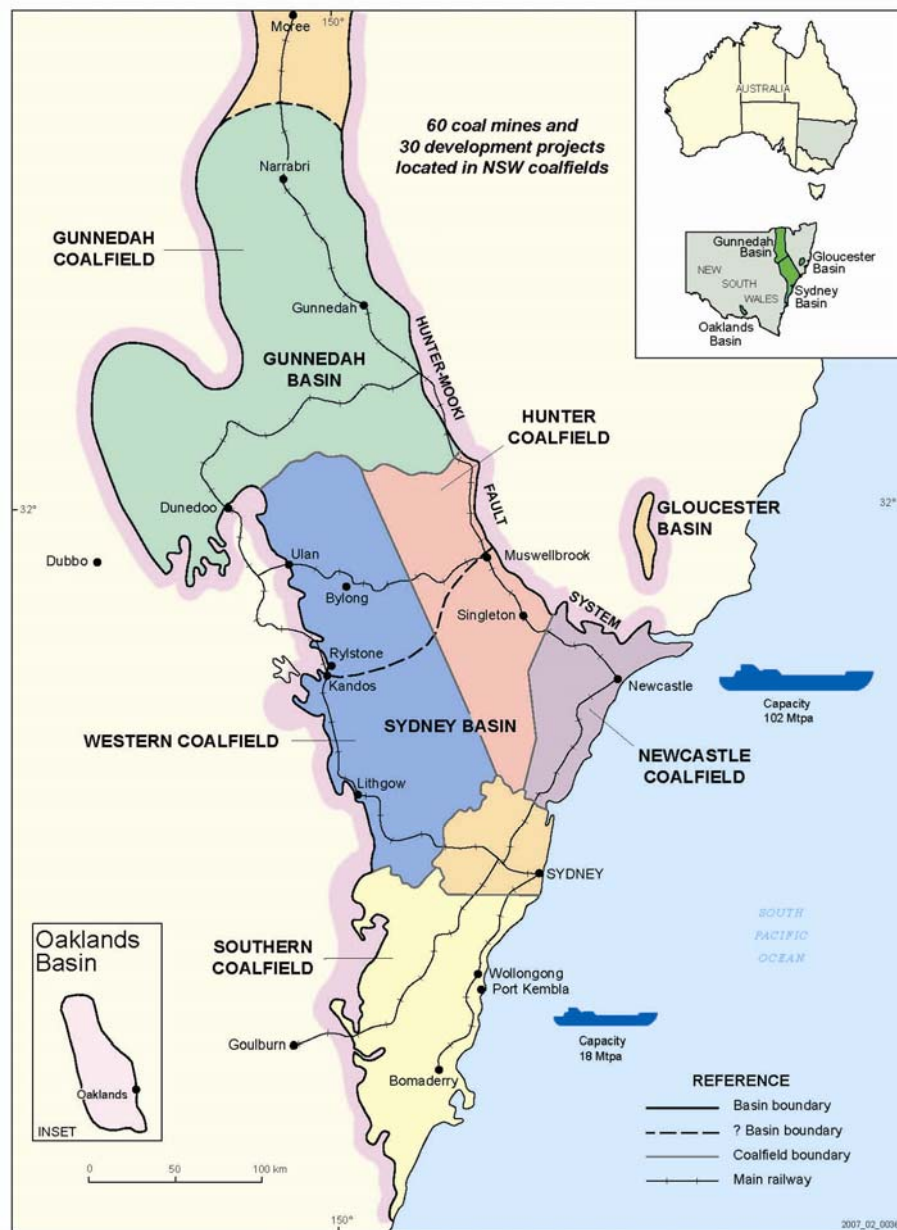 Moree
150°
60 coal mines and
30 development projects
located in NSW coalfields
AUSTRALIA
Gunnedah
Basin
Gloucester
Basin
NEW
SOUTH
WALES
Sydney
Basin
Oaklands
Basin
Narrabri
GUNNEDAH
COALFIELD
Gunnedah
GUNNEDAH
BASIN
HUNTER-MOOKI
FAULT
SYSTEM
HUNTER
COALFIELD
32°
32°
Dunedoo
GLOUCESTER
BASIN
Dubbo
Ulan
Muswellbrook
Bylong
Singleton
Rylstone
Kandos
Newcastle
Capacity
102 Mtpa
WESTERN COALFIELD
SYDNEY BASIN
NEWCASTLE
COALFIELD
Lithgow
SYDNEY
SOUTH
PACIFIC
OCEAN
Oaklands
Basin
Oaklands
INSET
SOUTHERN
COALFIELD
Wollongong
Port Kembla
Goulburn
Capacity
18 Mtpa
Bomaderry
REFERENCE
Basin boundary
? Basin boundary
Coalfield boundary
Main railway
0 50 100 km
150°
2007_02_0036